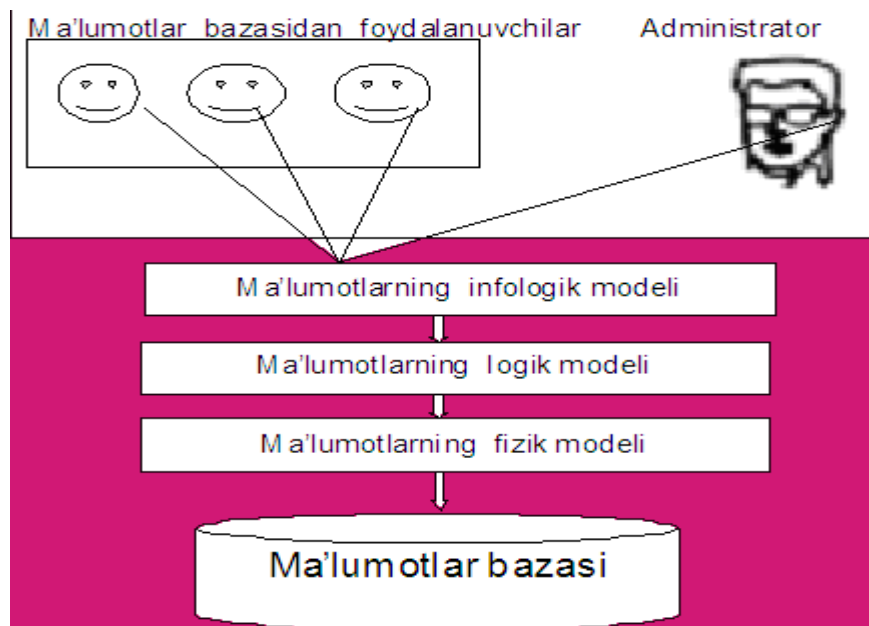 Ma'lumotlar bazasidan foydalanuvchilar Administrator
Ma'lumotlarning infologik modeli
Ma'lumotlarning logik modeli
Ma'lumotlarning fizik modeli
Ma'lumotlar bazasi